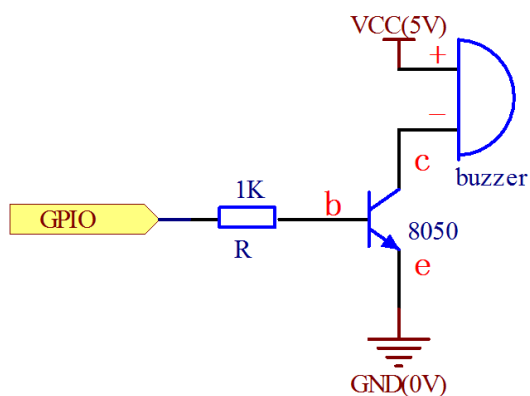 VCC(5V)
+
−
c
buzzer
1K
b
GPIO
8050
R
e
GND(0V)